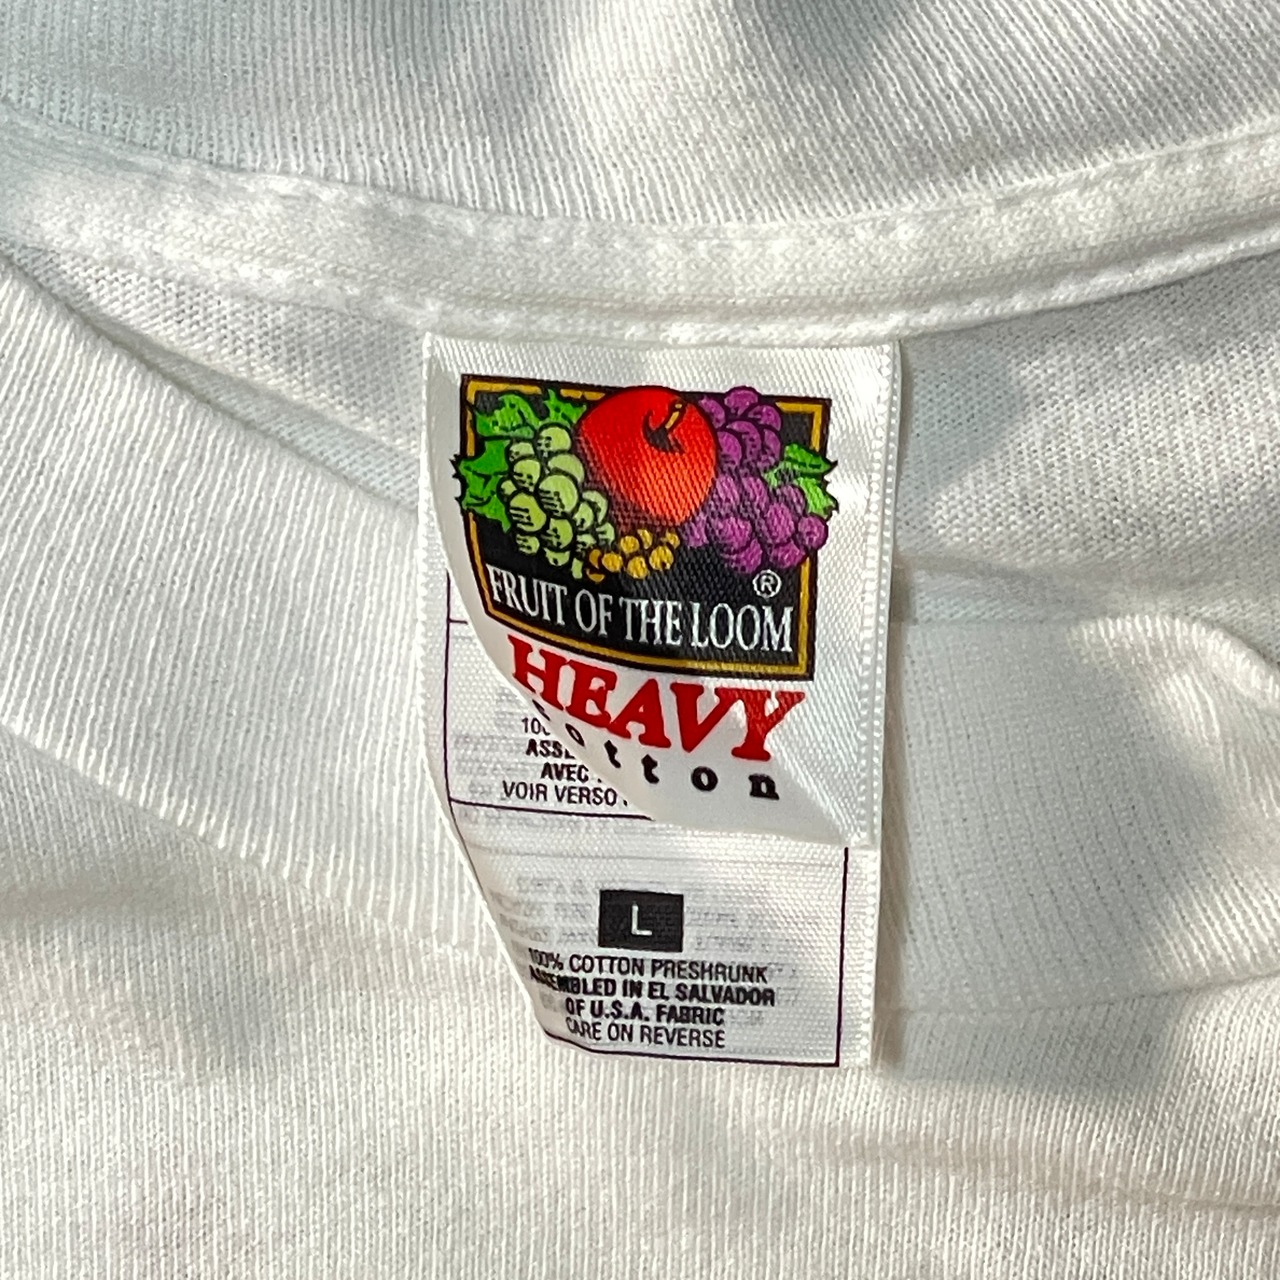 FRUIT OF THE LOOM ®
HEAVY
cotton
AVEC
VOIR VERSO
L
100% COTTON PRESHRUNK
ASSEMBLED IN EL SALVADOR
OF U.S.A. FABRIC
CARE ON REVERSE